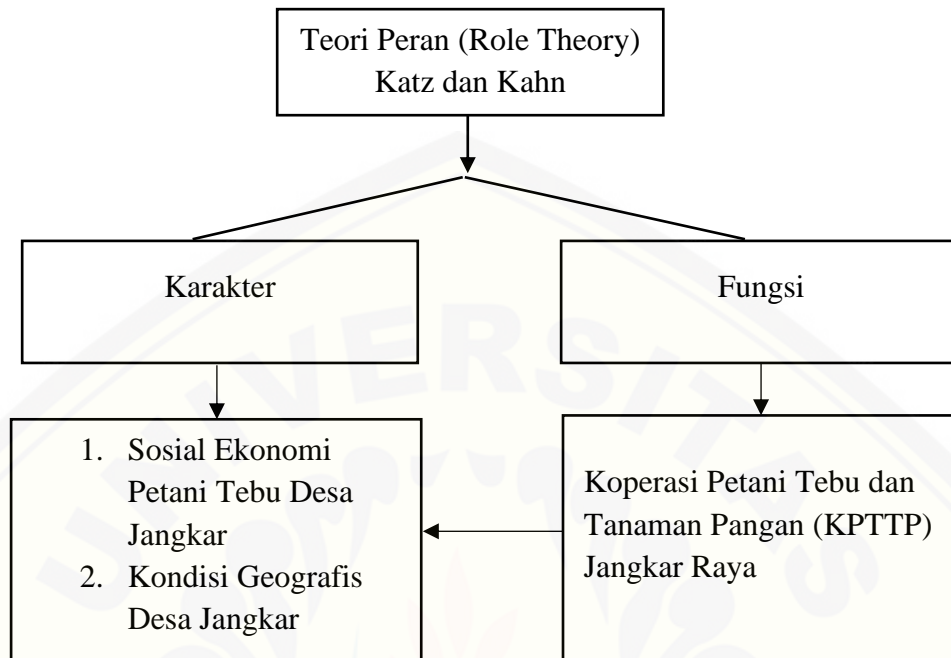 Teori Peran (Role Theory)
Katz dan Kahn
Karakter
Fungsi
1. Sosial Ekonomi
Petani Tebu Desa
Jangkar
2. Kondisi Geografis
Desa Jangkar
Koperasi Petani Tebu dan
Tanaman Pangan (KPTTP)
Jangkar Raya
UNIVERSITAS